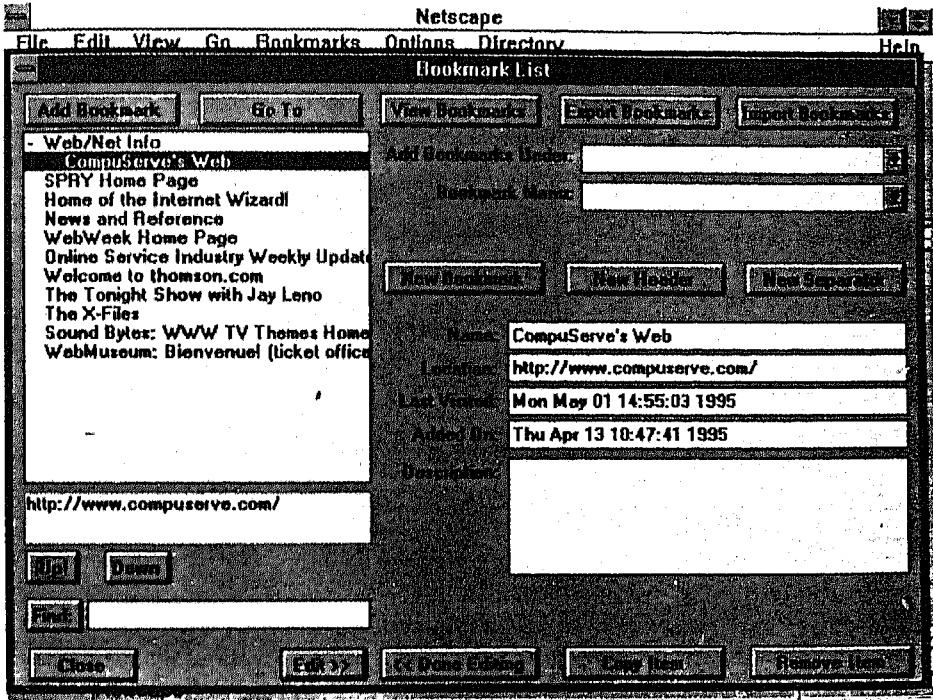 Netscape
File Edit View Go Bookmarks Options Directory Help
Bookmark List
Add Bookmark Go To View Bookmarks Export Bookmarks Import Bookmarks
- Web/Net Info
CompuServe's Web
SPRY Home Page
Home of the Internet Wizard!
News and Reference
WebWeek Home Page
Online Service Industry Weekly Update
Welcome to thomson.com
The Tonight Show with Jay Leno
The X-Files
Sound Bytes: WWW TV Themes Home
WebMuseum: Bienvenue! (ticket office
Add Bookmarks Under:
Bookmark Menu:
New Bookmark New Header New Separator
Name: CompuServe's Web
Location: http://www.compuserve.com/
Last Visited: Mon May 01 14:55:03 1995
Added On: Thu Apr 13 10:47:41 1995
Description:
http://www.compuserve.com/
Up! Down
Find:
Close Edit >> << Done Editing Copy Item Remove Item